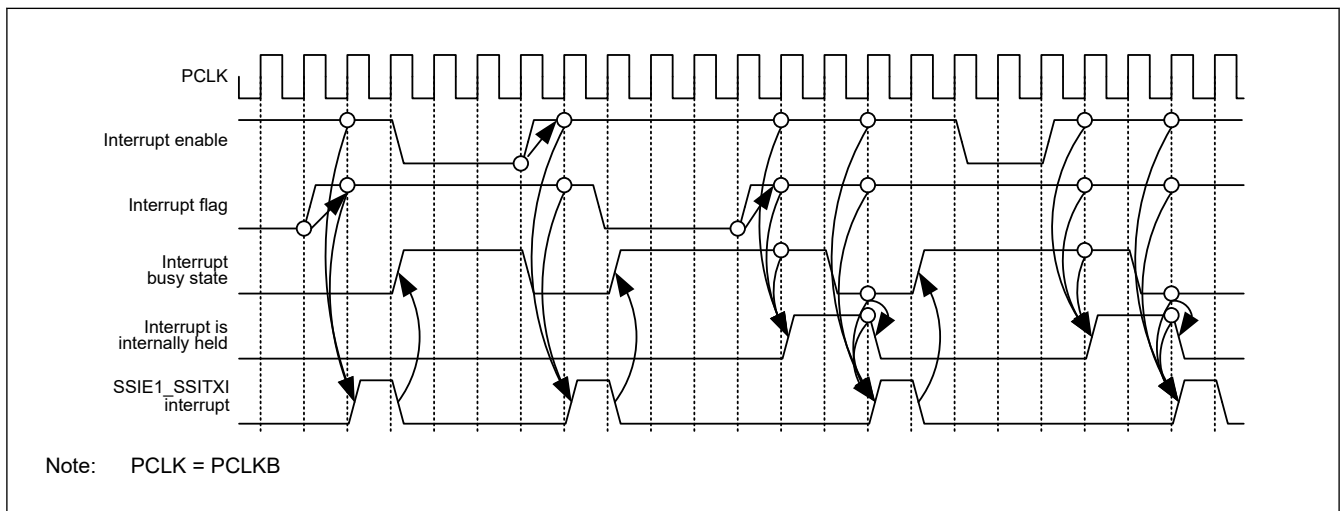 PCLK
Interrupt enable
Interrupt flag
Interrupt
busy state
Interrupt is
internally held
SSIE1_SSITXI
interrupt
Note: PCLK = PCLKB